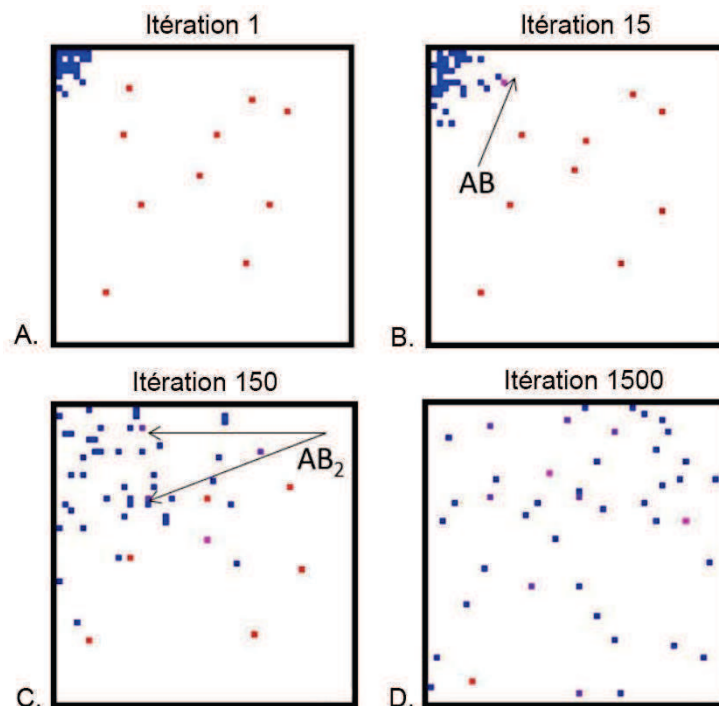 Itération 1
Itération 15
AB
A.
B.
Itération 150
Itération 1500
AB₂
C.
D.